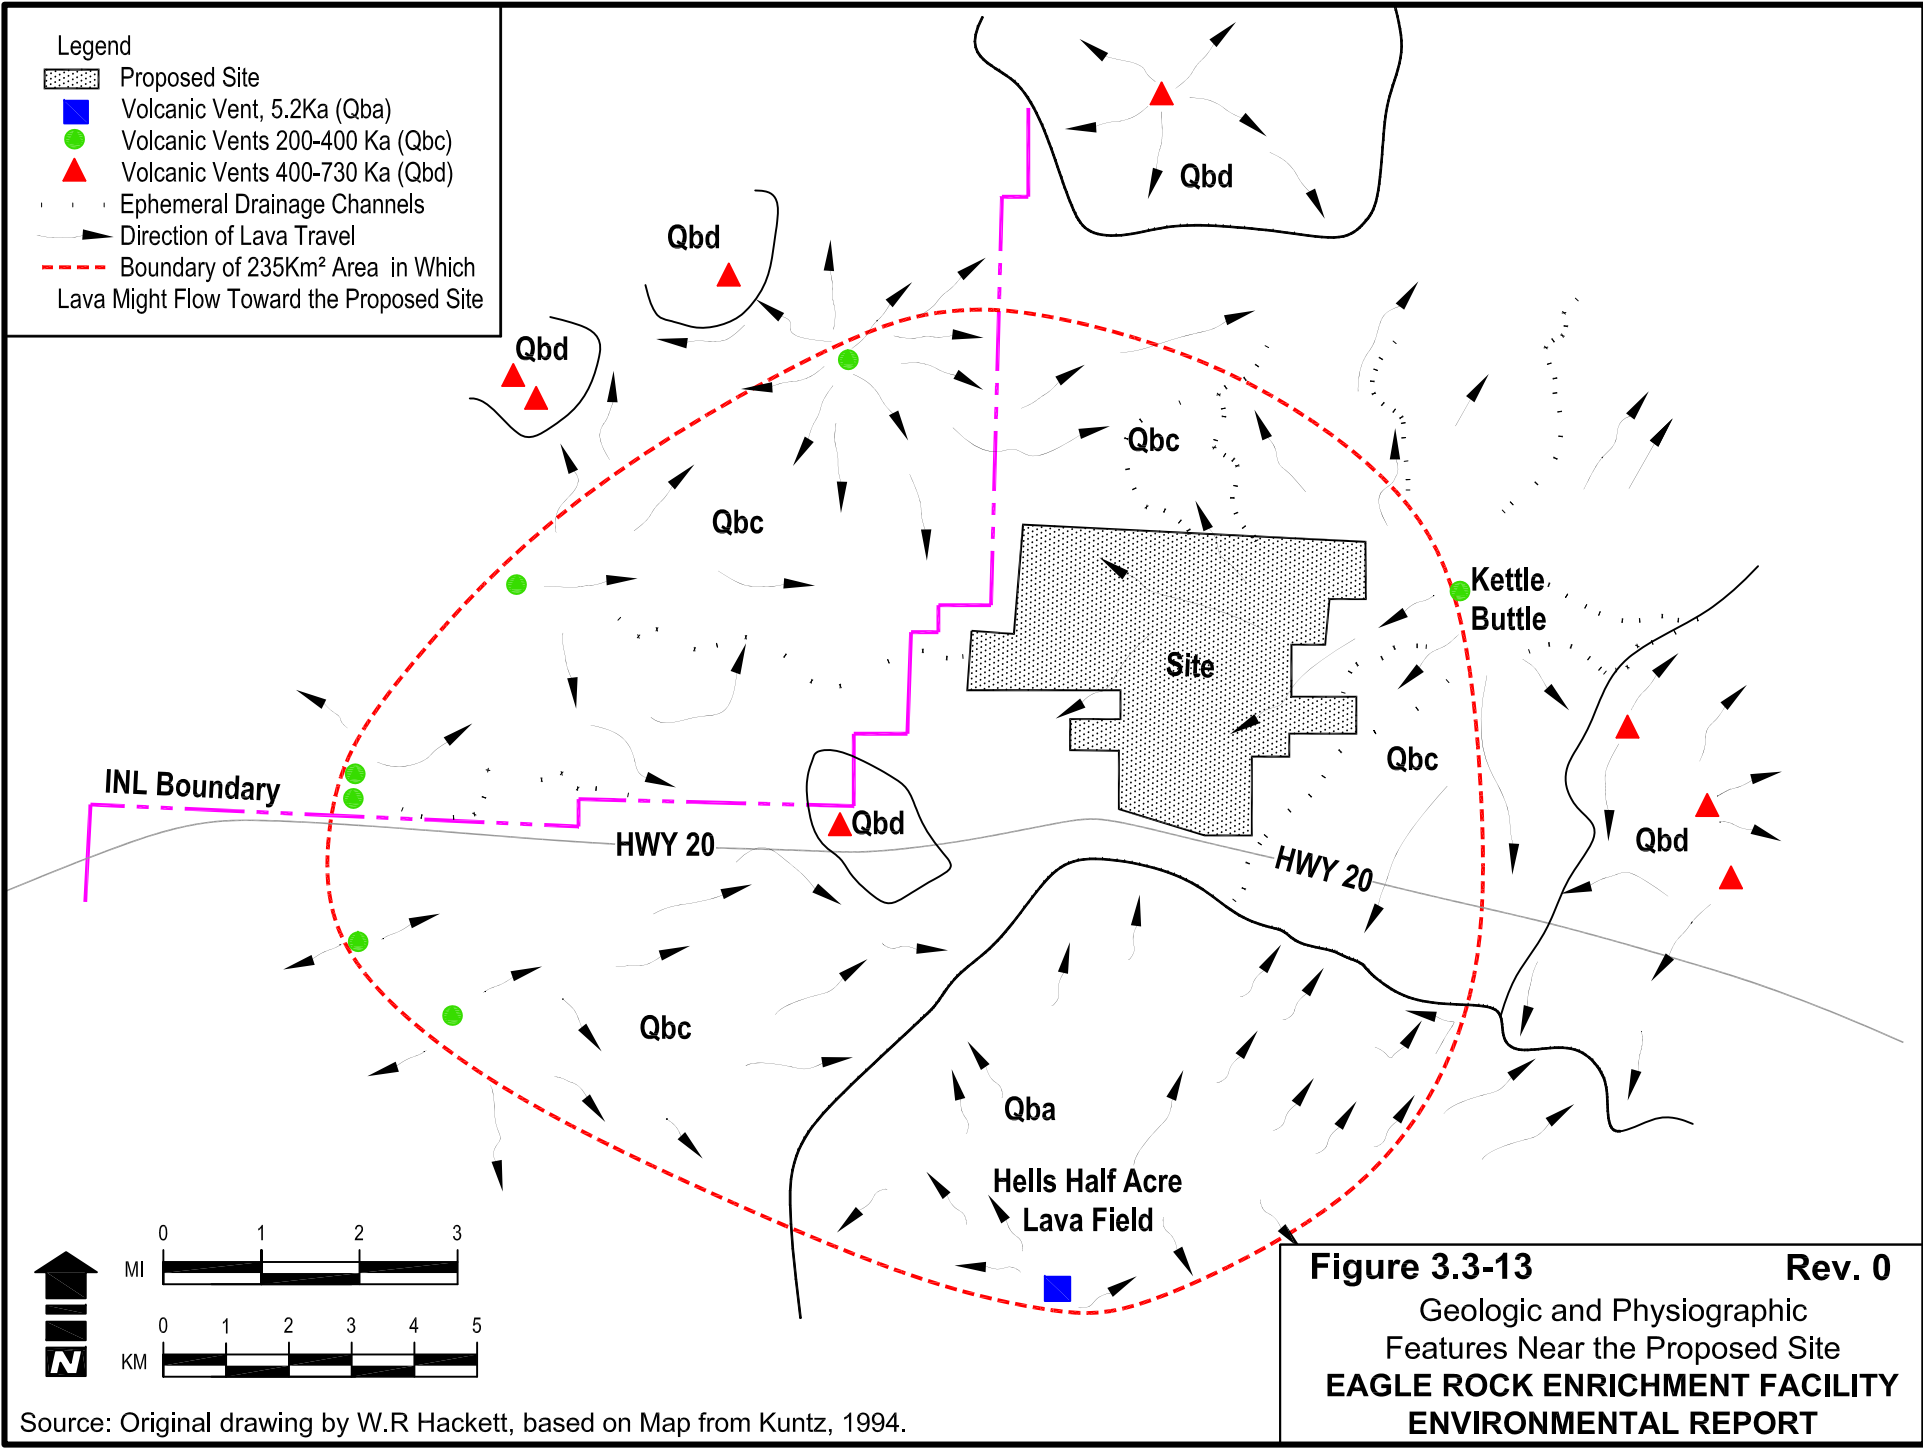 Legend
Proposed Site
Volcanic Vent, 5.2Ka (Qba)
Volcanic Vents 200-400 Ka (Qbc)
Volcanic Vents 400-730 Ka (Qbd)
Ephemeral Drainage Channels
Direction of Lava Travel
Boundary of 235Km² Area in Which
Lava Might Flow Toward the Proposed Site
Qbd
Qbd
Qbd
Qbc
Qbc
Kettle
Buttle
Site
Qbc
INL Boundary
Qbd
HWY 20
HWY 20
Qbd
Qbc
Qba
Hells Half Acre
Lava Field
0 1 2 3
MI
0 1 2 3 4 5
KM
N
Figure 3.3-13 Rev. 0
Geologic and Physiographic
Features Near the Proposed Site
EAGLE ROCK ENRICHMENT FACILITY
ENVIRONMENTAL REPORT
Source: Original drawing by W.R Hackett, based on Map from Kuntz, 1994.